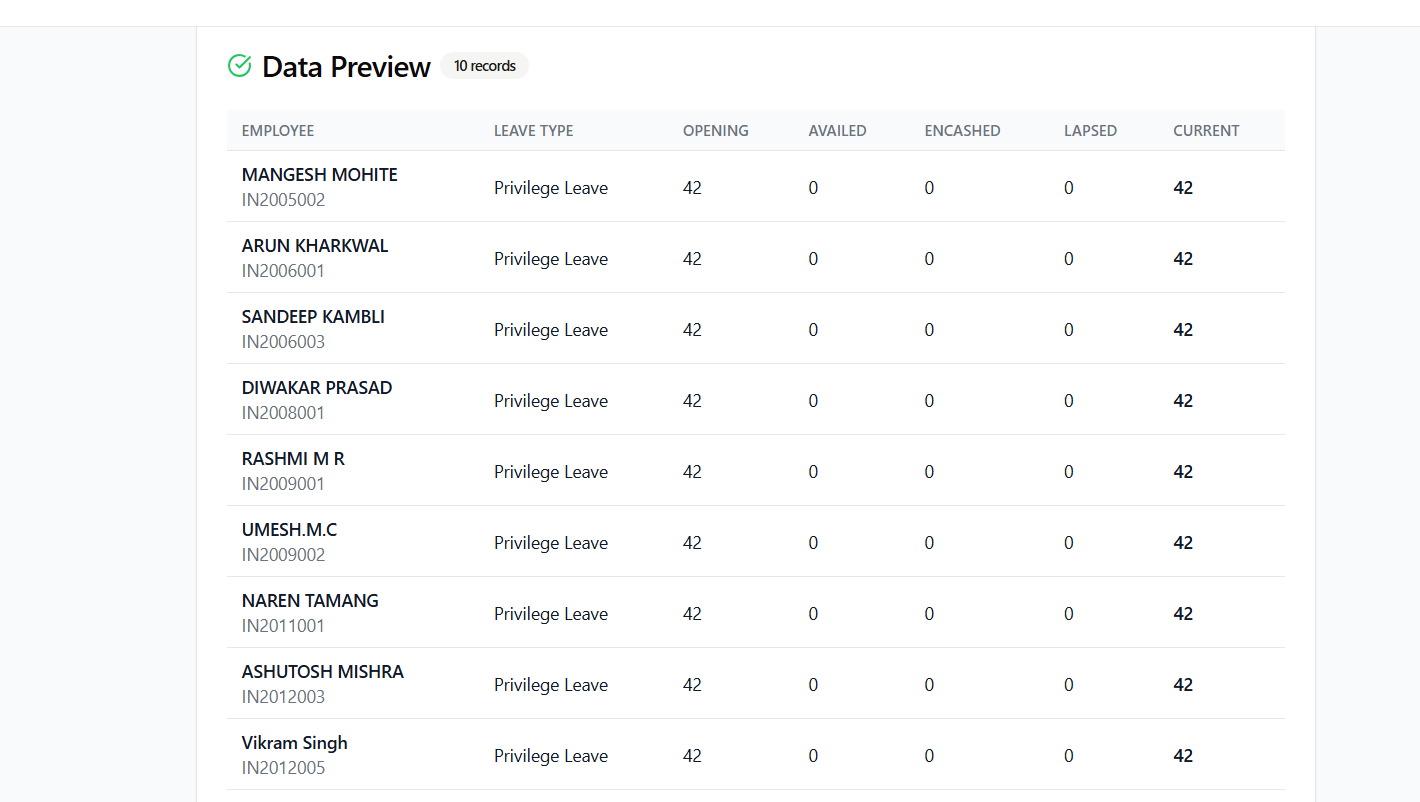 Data Preview 10 records
EMPLOYEE LEAVE TYPE OPENING AVAILED ENCASHED LAPSED CURRENT
MANGESH MOHITE
IN2005002
Privilege Leave 42 0 0 0 42
ARUN KHARKWAL
IN2006001
Privilege Leave 42 0 0 0 42
SANDEEP KAMBLI
IN2006003
Privilege Leave 42 0 0 0 42
DIWAKAR PRASAD
IN2008001
Privilege Leave 42 0 0 0 42
RASHMI M R
IN2009001
Privilege Leave 42 0 0 0 42
UMESH.M.C
IN2009002
Privilege Leave 42 0 0 0 42
NAREN TAMANG
IN2011001
Privilege Leave 42 0 0 0 42
ASHUTOSH MISHRA
IN2012003
Privilege Leave 42 0 0 0 42
Vikram Singh
IN2012005
Privilege Leave 42 0 0 0 42